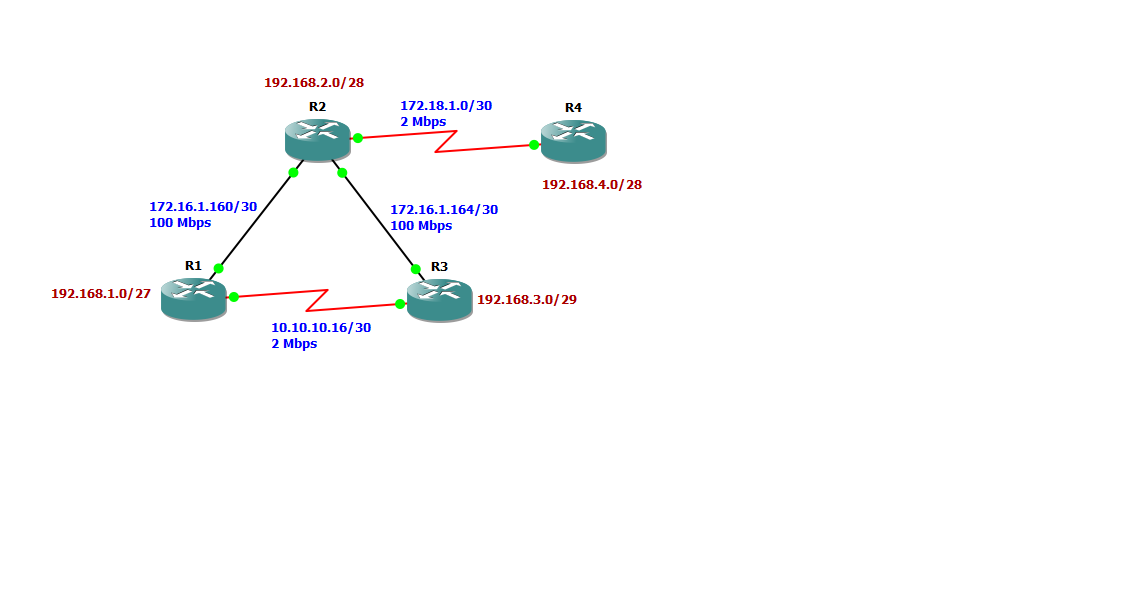 192.168.2.0/28
R2
172.18.1.0/30
2 Mbps
R4
192.168.4.0/28
172.16.1.160/30
100 Mbps
172.16.1.164/30
100 Mbps
R1
R3
192.168.1.0/27
192.168.3.0/29
10.10.10.16/30
2 Mbps